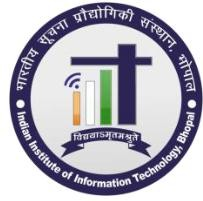 भारतीय सूचना प्रौद्योगिकी संस्थान, भोपाल
विद्ययाऽमृतमश्नुते
Indian Institute of Information Technology, Bhopal